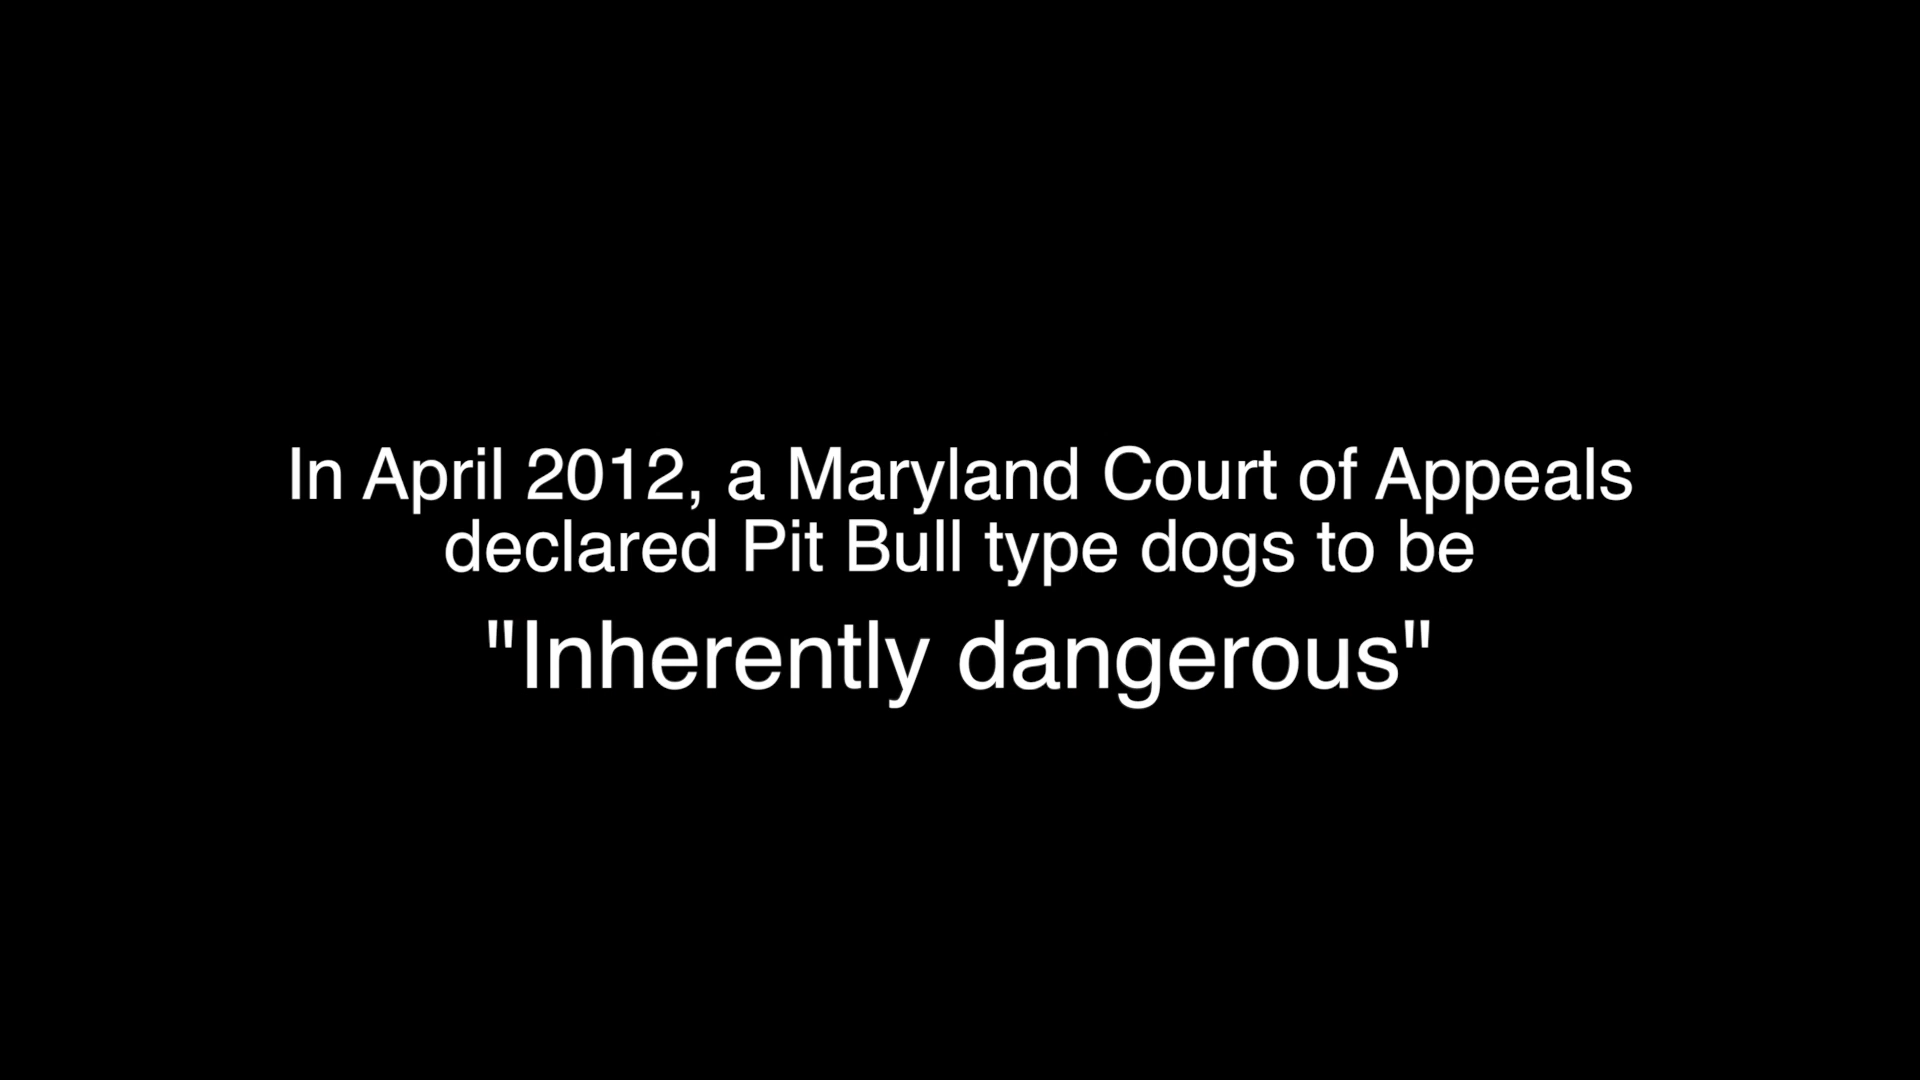 In April 2012, a Maryland Court of Appeals
declared Pit Bull type dogs to be
"Inherently dangerous"